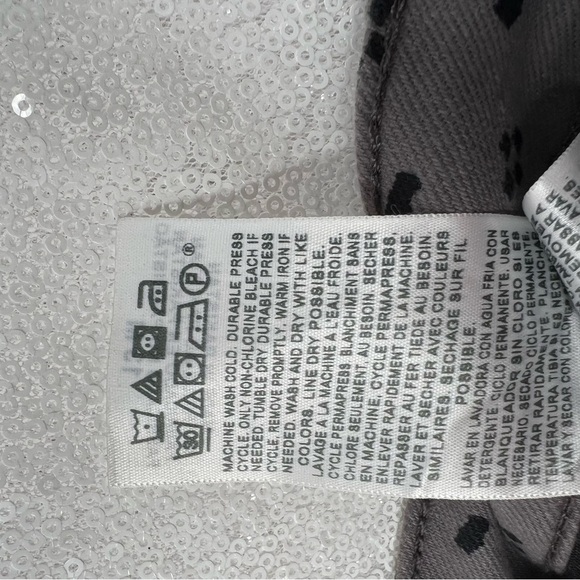 30
P
®
MACHINE WASH COLD. DURABLE PRESS
CYCLE. ONLY NON-CHLORINE BLEACH IF
NEEDED. TUMBLE DRY DURABLE PRESS
CYCLE. REMOVE PROMPTLY. WARM IRON IF
NEEDED. WASH AND DRY WITH LIKE
COLORS. LINE DRY POSSIBLE.
LAVAGE A LA MACHINE A L'EAU FROIDE.
CYCLE PERMAPRESS. BLANCHIMENT SANS
CHLORE SEULEMENT, AU BESOIN. SECHER
EN MACHINE, CYCLE PERMAPRESS.
ENLEVER RAPIDEMENT DE LA MACHINE.
REPASSER AU FER TIEDE AU BESOIN
LAVER ET SECHER AVEC COULEURS
SIMILAIRES. SECHAGE SUR FIL
POSSIBLE.
LAVAR EN LAVADORA CON AGUA FRIA CON
DETERGENTE. CICLO PERMANENTE. USAR
BLANQUEADOR SIN CLORO SI ES
NECESARIO. SECADO CICLO PERMANENTE.
RETIRAR RAPIDAMENTE. PLANCHAR
TEMPERATURA TIBIA SI ES NECE
LAVAR Y SECAR CON